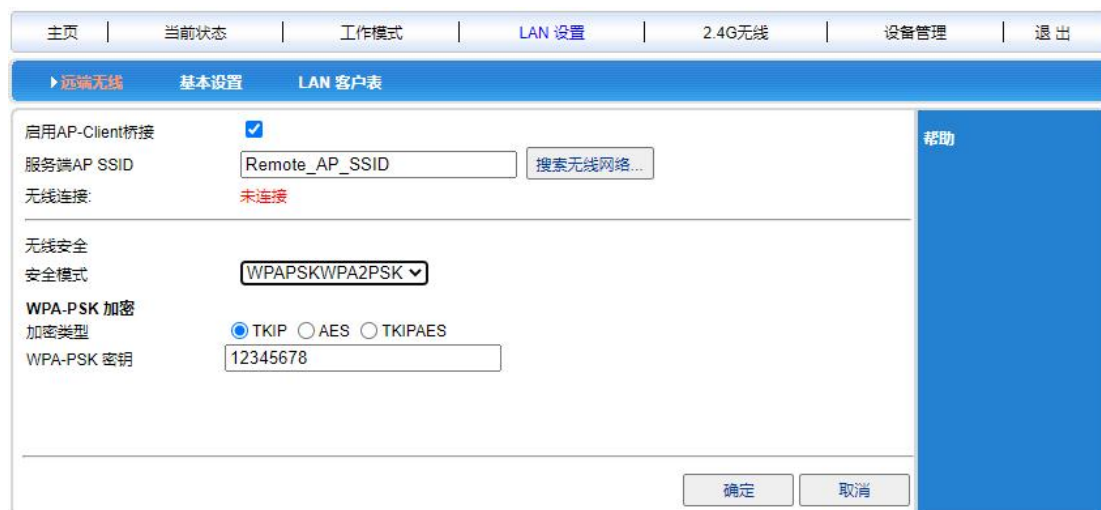 主页 当前状态 工作模式 LAN 设置 2.4G无线 设备管理 退 出
远端无线 基本设置 LAN 客户表
启用AP-Client桥接
帮助
服务端AP SSID Remote_AP_SSID 搜索无线网络...
无线连接: 未连接
无线安全
安全模式 WPAPSKWPA2PSK
WPA-PSK 加密
加密类型 TKIP AES TKIPAES
WPA-PSK 密钥 12345678
确定 取消